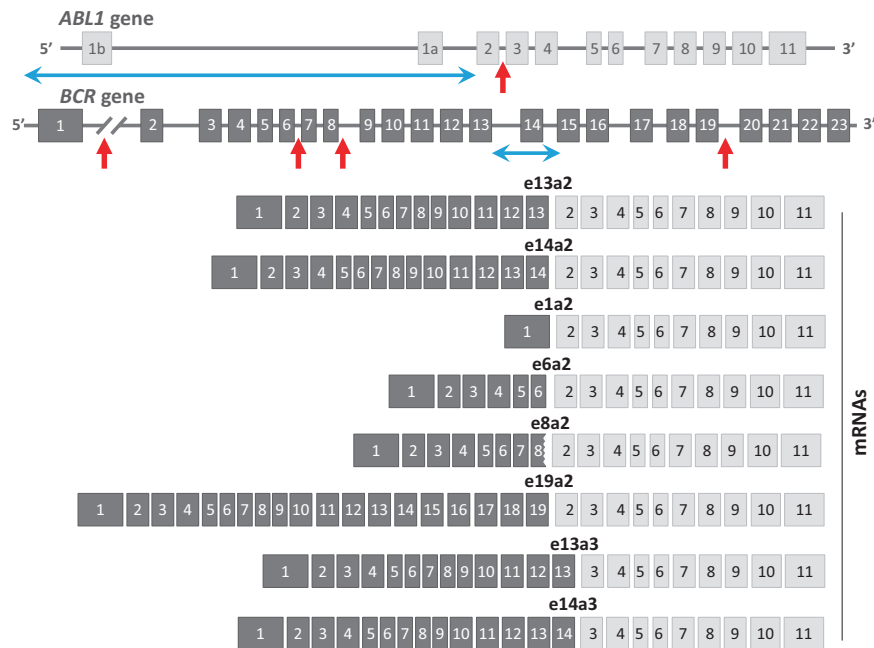 ABL1 gene
5’ 1b 1a 2 3 4 5 6 7 8 9 10 11 3’
BCR gene
5’ 1 2 3 4 5 6 7 8 9 10 11 12 13 14 15 16 17 18 19 20 21 22 23 3’
e13a2
1 2 3 4 5 6 7 8 9 10 11 12 13 2 3 4 5 6 7 8 9 10 11
e14a2
1 2 3 4 5 6 7 8 9 10 11 12 13 14 2 3 4 5 6 7 8 9 10 11
e1a2
1 2 3 4 5 6 7 8 9 10 11
e6a2
1 2 3 4 5 6 2 3 4 5 6 7 8 9 10 11
e8a2
1 2 3 4 5 6 7 8 2 3 4 5 6 7 8 9 10 11
e19a2
1 2 3 4 5 6 7 8 9 10 11 12 13 14 15 16 17 18 19 2 3 4 5 6 7 8 9 10 11
e13a3
1 2 3 4 5 6 7 8 9 10 11 12 13 3 4 5 6 7 8 9 10 11
e14a3
1 2 3 4 5 6 7 8 9 10 11 12 13 14 3 4 5 6 7 8 9 10 11
mRNAs